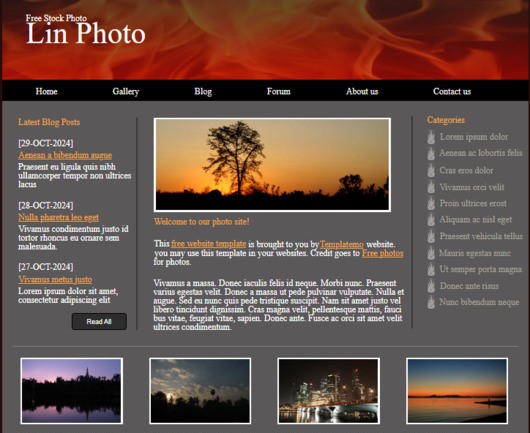 Free Stock Photo
Lin Photo
Home Gallery Blog Forum About us Contact us
Latest Blog Posts
[29-OCT-2024]
Aenean a bibendum augue
Praesent eu ligula quis nibh
ullamcorper tempor non ultrices
lacus
[28-OCT-2024]
Nulla pharetra leo eget
Vivamus condimentum justo id
tortor rhoncus eu ornare sem
malesuada.
[27-OCT-2024]
Vivamus metus justo
Lorem ipsum dolor sit amet,
consectetur adipiscing elit
Read All
Welcome to our photo site!
This free website template is brought to you by Templatemo website.
you may use this template in your websites. Credit goes to Free photos
for photos.
Vivamus a massa. Donec iaculis felis id neque. Morbi nunc. Praesent
varius egestas velit. Donec a massa ut pede pulvinar vulputate. Nulla et
augue. Sed eu nunc quis pede tristique suscipit. Nam sit amet justo vel
libero tincidunt dignissim. Cras magna velit, pellentesque mattis, fauci
bus vitae, feugiat vitae, sapien. Donec ante. Fusce ac orci sit amet velit
ultrices condimentum.
Categories
Lorem ipsum dolor
Aenean ac lobortis felis
Cras eros dolor
Vivamus orci velit
Proin ultrices erost
Aliquam ac nisl eget
Praesent vehicula tellus
Mauris egestas nunc
Ut semper porta magna
Donec ante risus
Nunc bibendum neque